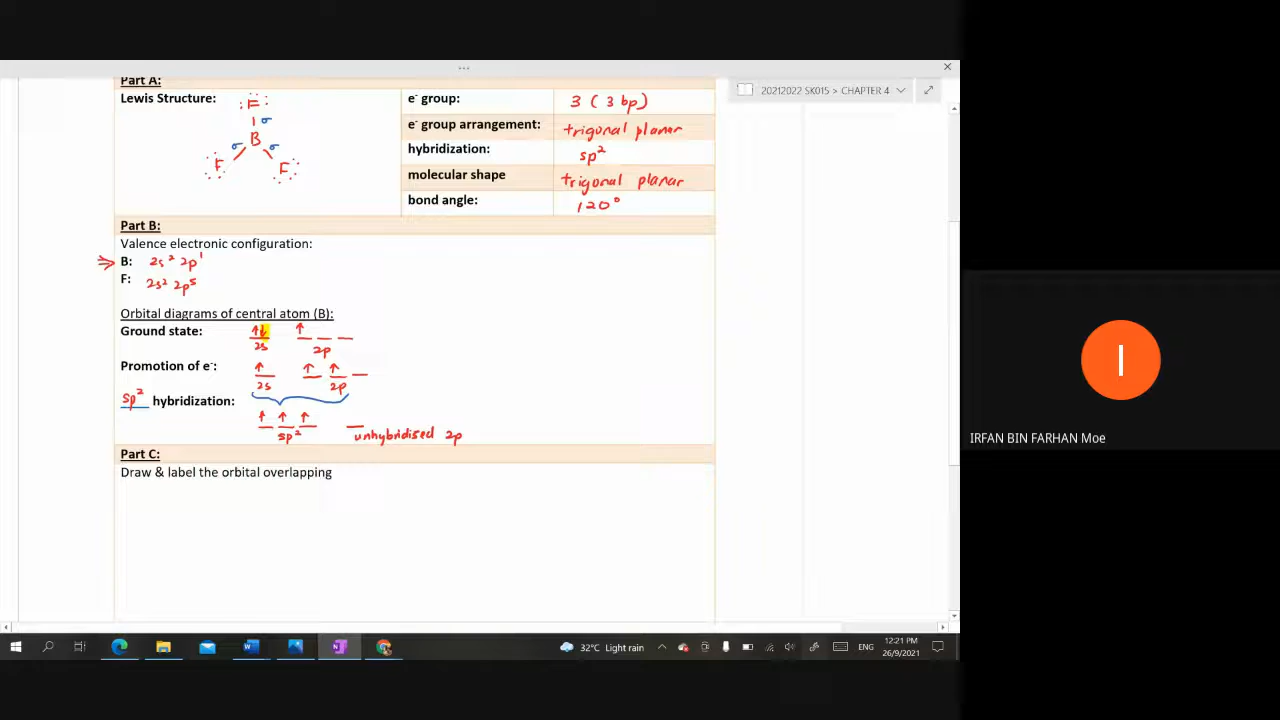 20212022 SK015 > CHAPTER 4
Part A:
Lewis Structure:
F
σ
B
σ σ
F F
e⁻ group: 3 (3 bp)
e⁻ group arrangement: trigonal planar
hybridization: sp²
molecular shape trigonal planar
bond angle: 120°
Part B:
Valence electronic configuration:
B: 2s² 2p¹
F: 2s² 2p⁵
Orbital diagrams of central atom (B):
Ground state: ↑↓ ↑
2s 2p
Promotion of e⁻: ↑ ↑ ↑
2s 2p
sp² hybridization:
↑ ↑ ↑
sp² unhybridised 2p
Part C:
Draw & label the orbital overlapping
I
IRFAN BIN FARHAN Moe
32°C Light rain
ENG
12:21 PM
26/9/2021